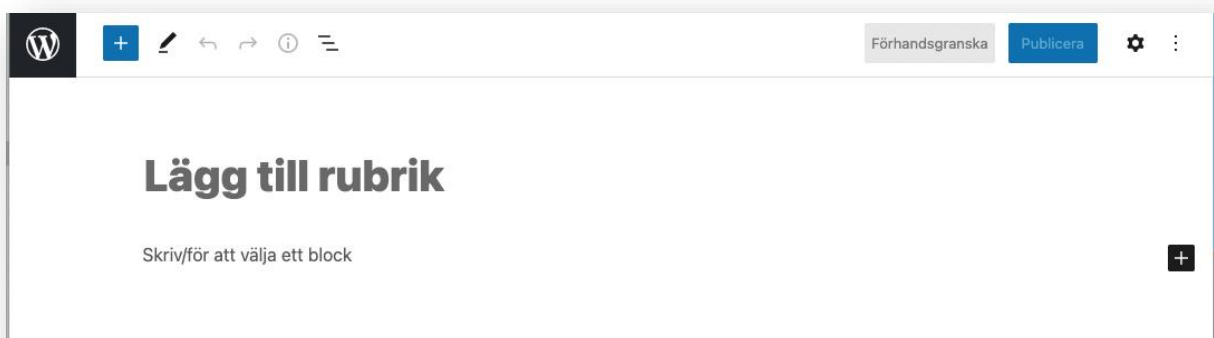 Förhandsgranska
Publicera
Lägg till rubrik
Skriv/för att välja ett block